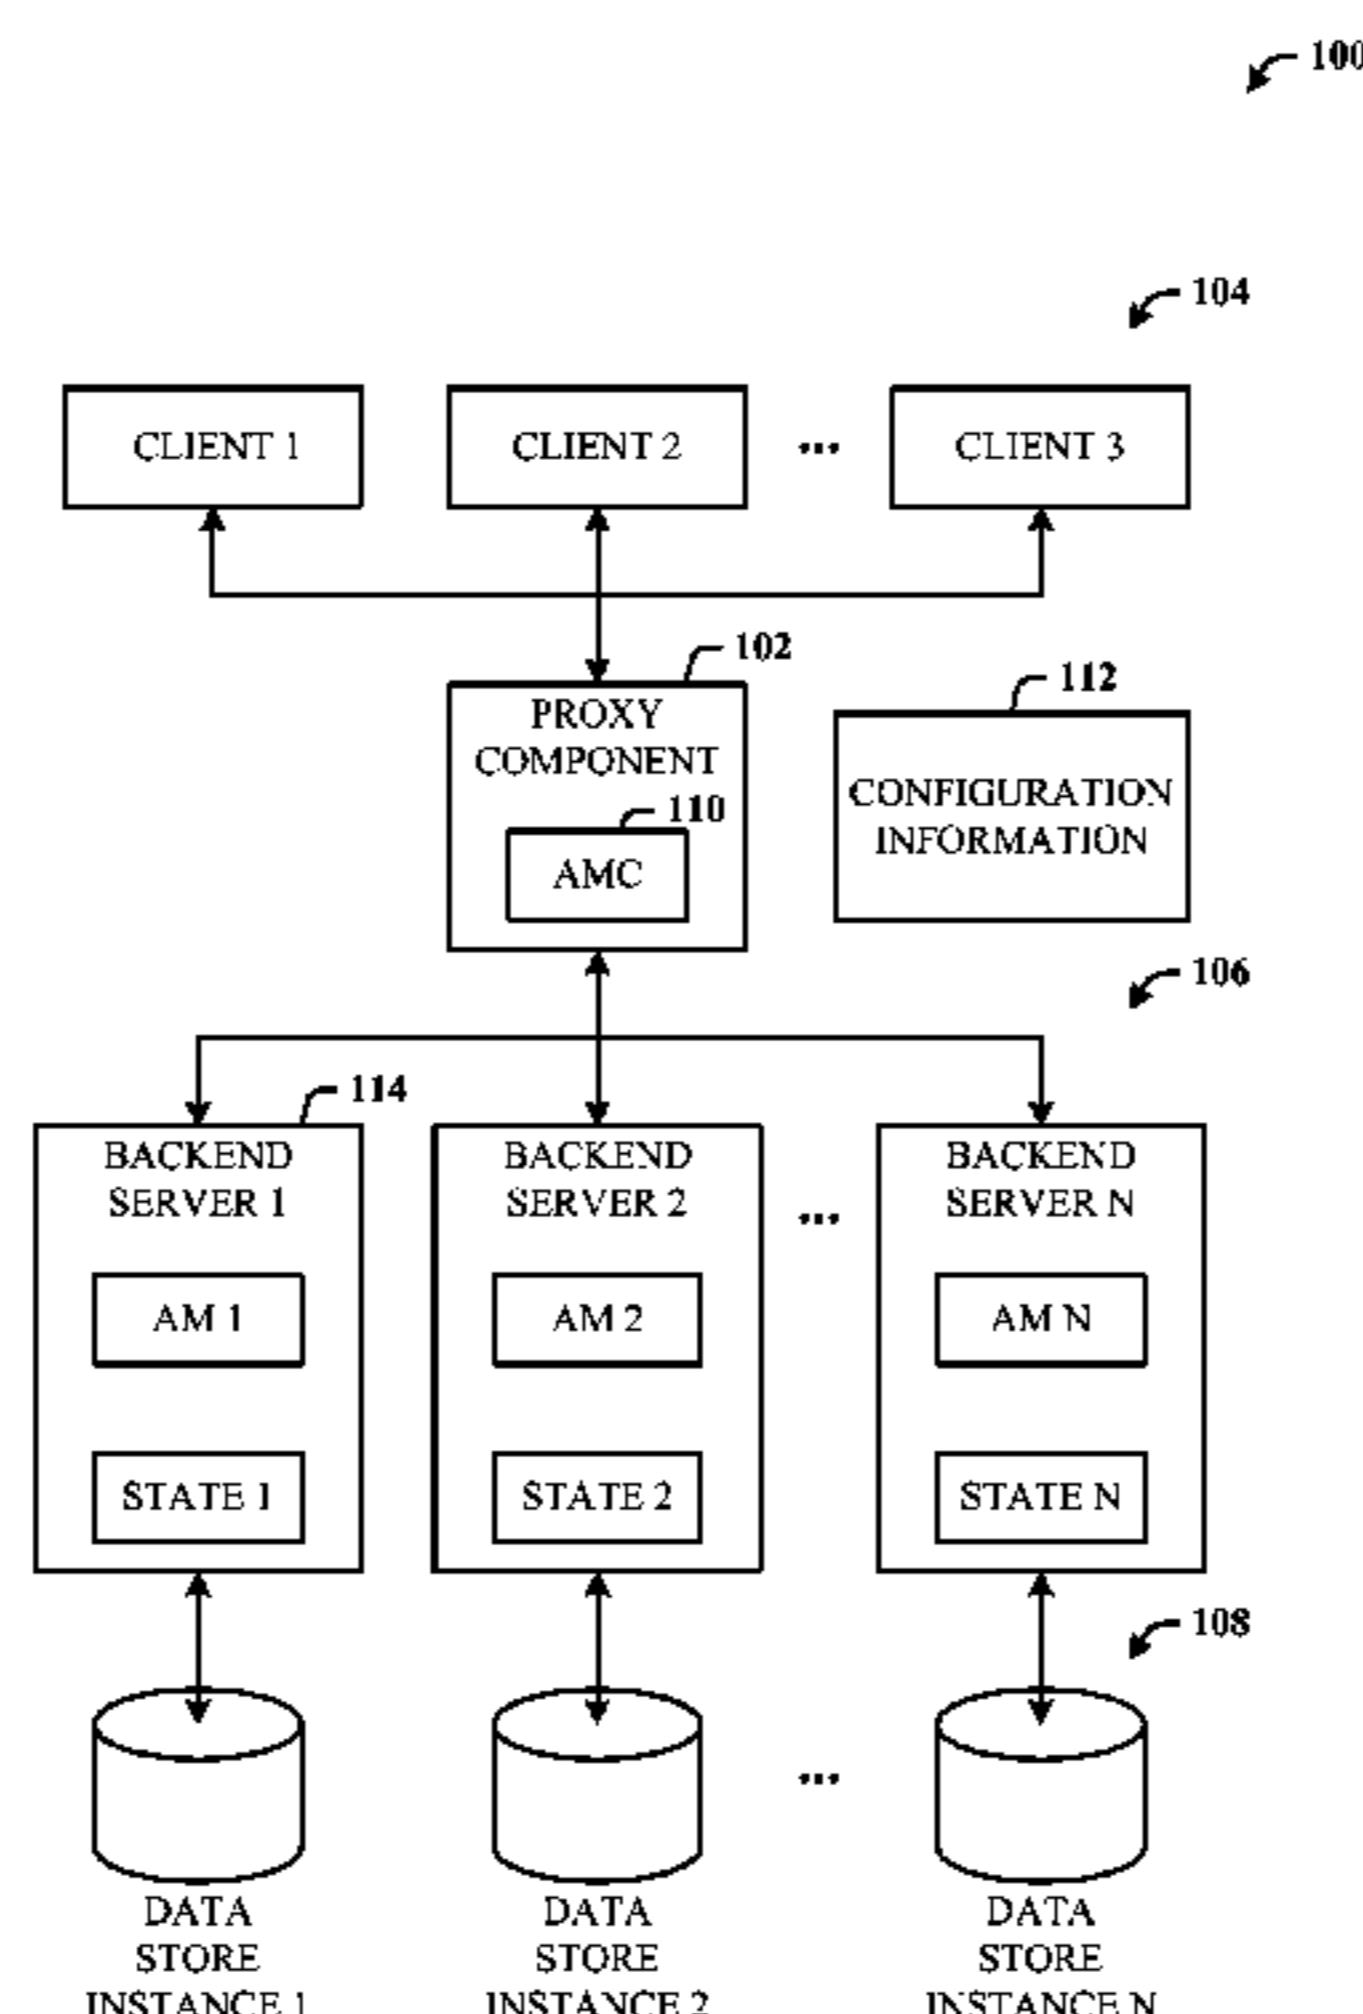 100
104
CLIENT 1 CLIENT 2 ... CLIENT 3
102
112
PROXY
COMPONENT
CONFIGURATION
INFORMATION
110
AMC
106
114
BACKEND
SERVER 1
BACKEND
SERVER 2
...
BACKEND
SERVER N
AM 1 AM 2 AM N
STATE 1 STATE 2 STATE N
108
...
DATA
STORE
INSTANCE 1
DATA
STORE
INSTANCE 2
DATA
STORE
INSTANCE N